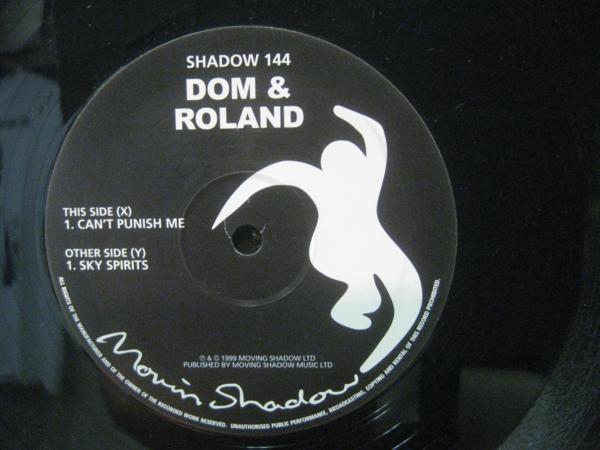 SHADOW 144
DOM &
ROLAND
THIS SIDE (X)
1. CAN'T PUNISH ME
OTHER SIDE (Y)
1. SKY SPIRITS
℗ & © 1999 MOVING SHADOW LTD
PUBLISHED BY MOVING SHADOW MUSIC LTD
Movin Shadow
ALL RIGHTS OF THE MANUFACTURER AND OF THE OWNER OF THE RECORDED WORK RESERVED. UNAUTHORISED PUBLIC PERFORMANCE, BROADCASTING, COPYING AND RENTAL OF THIS RECORD PROHIBITED.